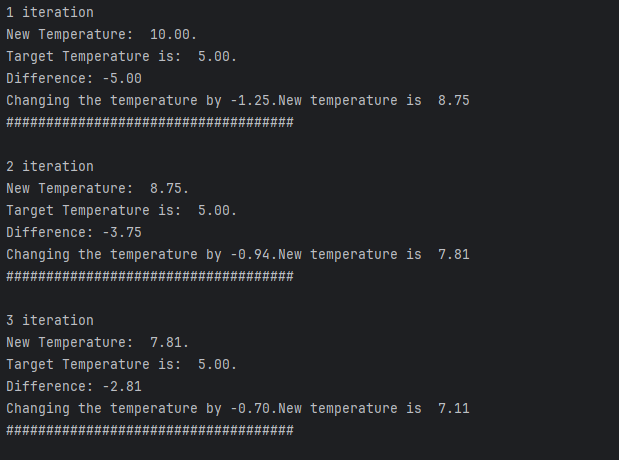 1 iteration
New Temperature:  10.00.
Target Temperature is:  5.00.
Difference: -5.00
Changing the temperature by -1.25.New temperature is  8.75
####################################
2 iteration
New Temperature:  8.75.
Target Temperature is:  5.00.
Difference: -3.75
Changing the temperature by -0.94.New temperature is  7.81
####################################
3 iteration
New Temperature:  7.81.
Target Temperature is:  5.00.
Difference: -2.81
Changing the temperature by -0.70.New temperature is  7.11
####################################